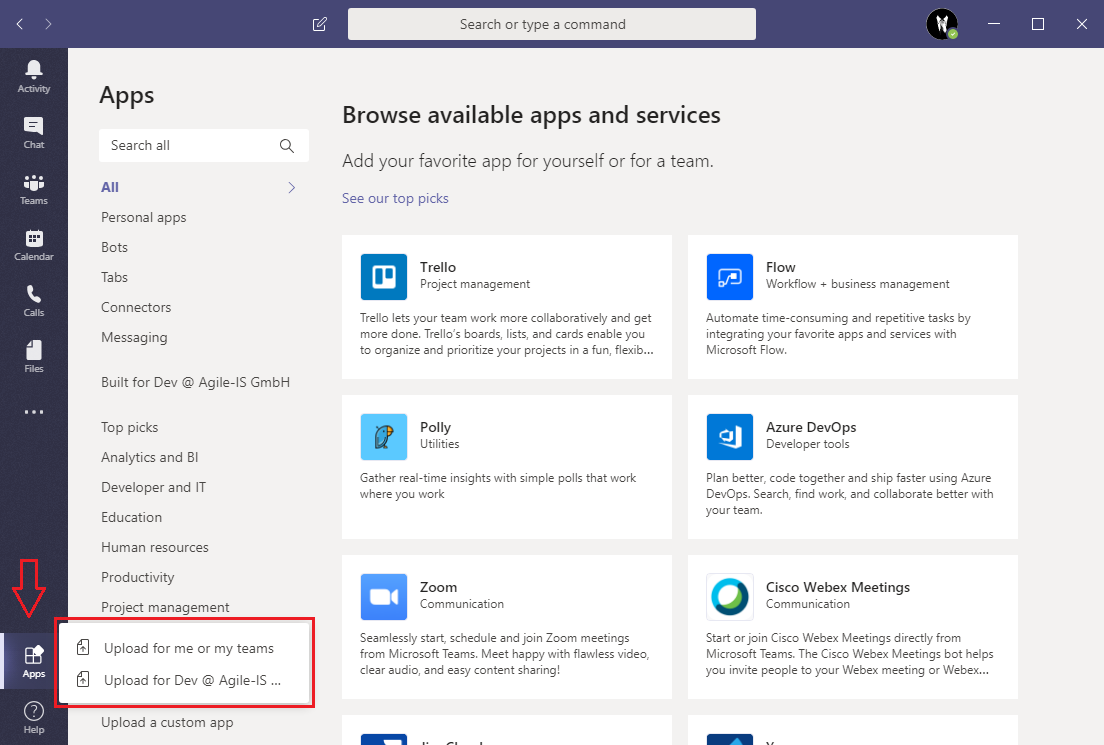 Search or type a command
Activity
Chat
Teams
Calendar
Calls
Files
Apps
Help
Apps
Search all
All
Personal apps
Bots
Tabs
Connectors
Messaging
Built for Dev @ Agile-IS GmbH
Top picks
Analytics and BI
Developer and IT
Education
Human resources
Productivity
Project management
Upload for me or my teams
Upload for Dev @ Agile-IS ...
Upload a custom app
Browse available apps and services
Add your favorite app for yourself or for a team.
See our top picks
Trello
Project management
Trello lets your team work more collaboratively and get
more done. Trello’s boards, lists, and cards enable you
to organize and prioritize your projects in a fun, flexib...
Flow
Workflow + business management
Automate time-consuming and repetitive tasks by
integrating your favorite apps and services with
Microsoft Flow.
Polly
Utilities
Gather real-time insights with simple polls that work
where you work
Azure DevOps
Developer tools
Plan better, code together and ship faster using Azure
DevOps. Search, find work, and collaborate better with
your team.
Zoom
Communication
Seamlessly start, schedule and join Zoom meetings
from Microsoft Teams. Meet happy with flawless video,
clear audio, and easy content sharing!
Cisco Webex Meetings
Communication
Start or join Cisco Webex Meetings directly from
Microsoft Teams. The Cisco Webex Meetings bot helps
you invite people to your Webex meeting or Webex...